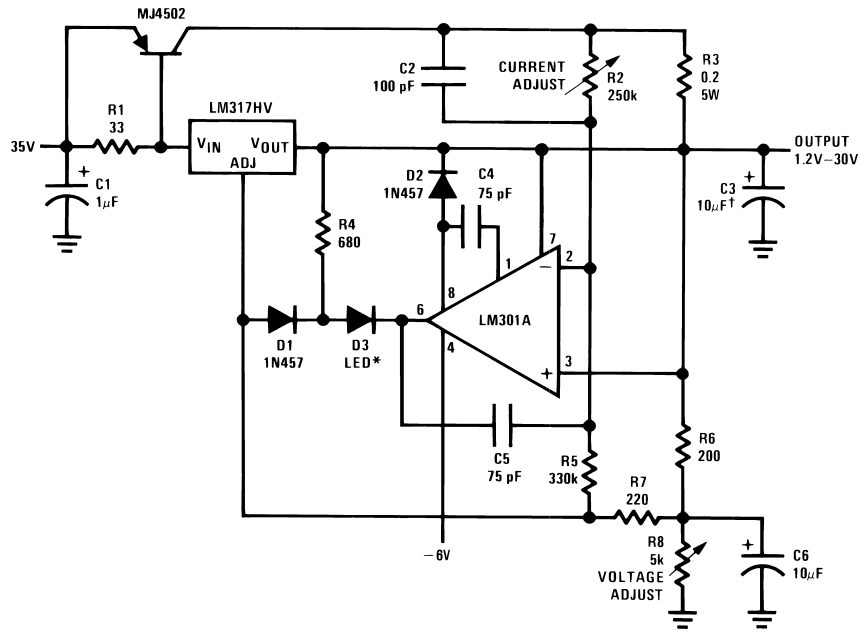 MJ4502
C2
100 pF
CURRENT
ADJUST
R2
250k
R3
0.2
5W
R1
33
LM317HV
35V
VIN
VOUT
ADJ
OUTPUT
1.2V–30V
+
C1
1μF
D2
1N457
C4
75 pF
+
C3
10μF†
R4
680
7
1
2
−
8
6
LM301A
4
D1
1N457
D3
LED*
3
+
C5
75 pF
R5
330k
R6
200
R7
220
−6V
R8
5k
VOLTAGE
ADJUST
+
C6
10μF